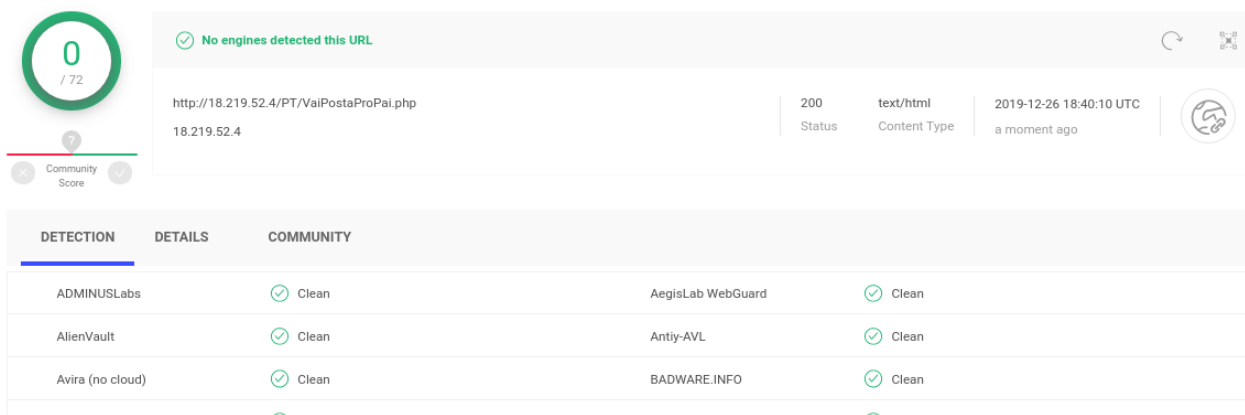 0
/ 72
No engines detected this URL
?
Community
Score
http://18.219.52.4/PT/VaiPostaProPai.php
18.219.52.4
200
Status
text/html
Content Type
2019-12-26 18:40:10 UTC
a moment ago
DETECTION DETAILS COMMUNITY
ADMINUSLabs Clean AegisLab WebGuard Clean
AlienVault Clean Antiy-AVL Clean
Avira (no cloud) Clean BADWARE.INFO Clean